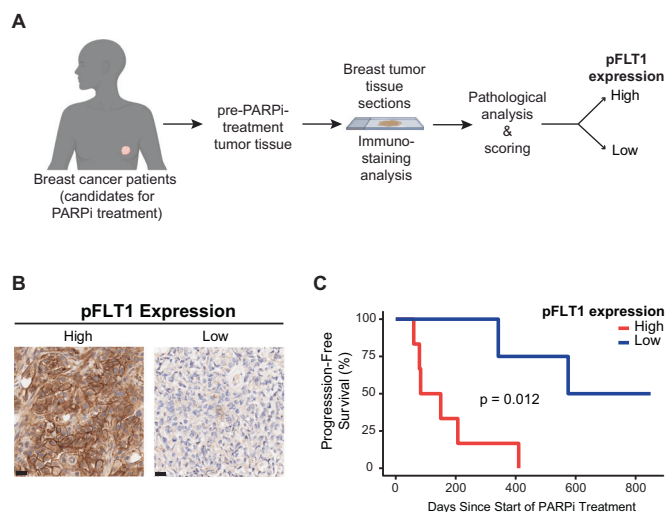 A
Breast cancer patients
(candidates for
PARPi treatment)
pre-PARPi-
treatment
tumor tissue
Breast tumor
tissue
sections
Immuno-
staining
analysis
Pathological
analysis
&
scoring
pFLT1
expression
High
Low
B
pFLT1 Expression
High
Low
C
pFLT1 expression
High
Low
Progresssion-Free
Survival (%)
100
75
50
25
0
p = 0.012
0
200
400
600
800
Days Since Start of PARPi Treatment